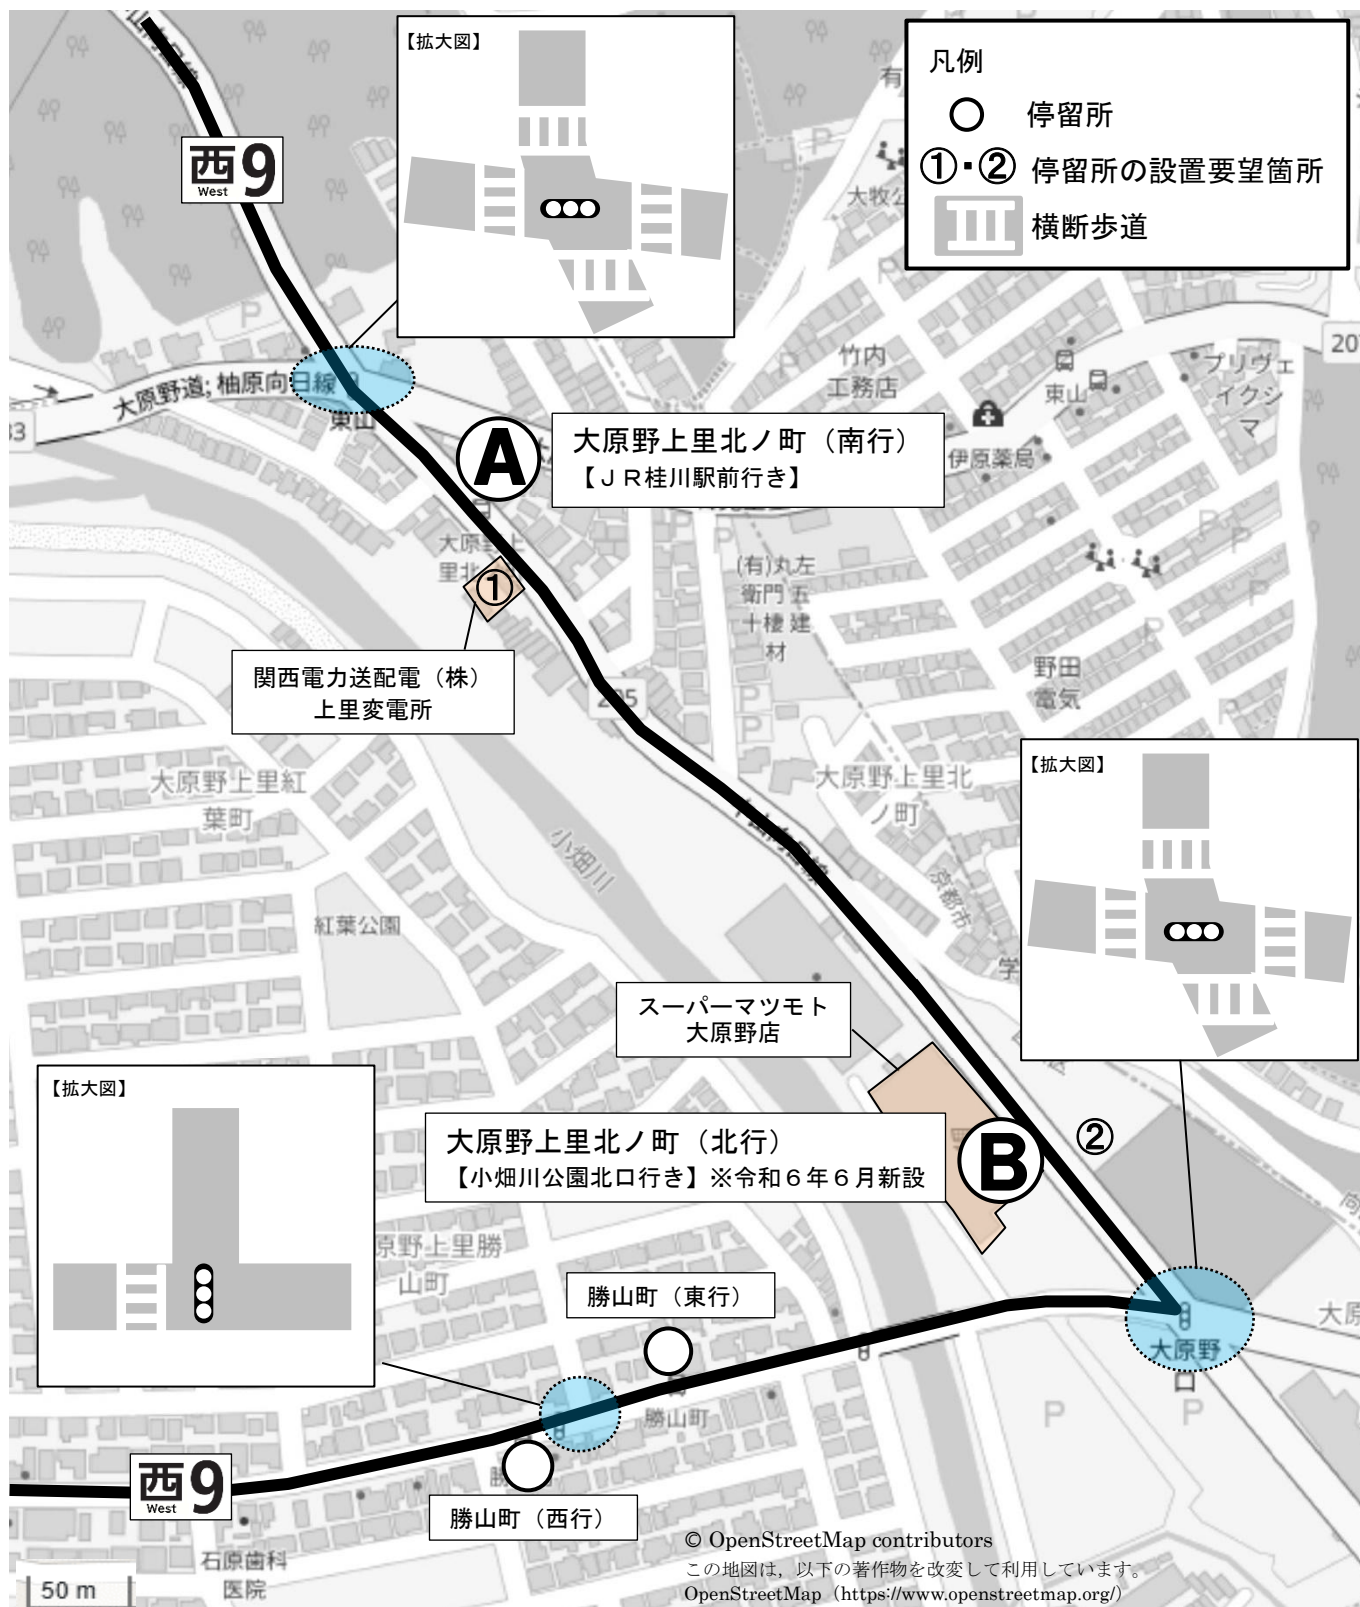 【拡大図】
凡例
停留所
①・② 停留所の設置要望箇所
横断歩道
西9
West
P
大原野道; 柚原向日線
東山
竹内
工務店
東山
プリヴェ
イクシ
マ
伊原薬局
A
大原野上里北ノ町（南行）
【ＪＲ桂川駅前行き】
①
(有)丸左
衛門 五
十棲 建
材
関西電力送配電（株）
上里変電所
野田
電気
大原野上里紅
葉町
大原野上里北
ノ町
【拡大図】
小畑川
紅葉公園
京都市
スーパーマツモト
大原野店
【拡大図】
大原野上里北ノ町（北行）
【小畑川公園北口行き】※令和６年６月新設
B
②
原野上里勝
山町
勝山町（東行）
大原野
口
勝山町
P
P
西9
West
勝山町（西行）
石原歯科
医院
50 m
© OpenStreetMap contributors
この地図は，以下の著作物を改変して利用しています。
OpenStreetMap（https://www.openstreetmap.org/）